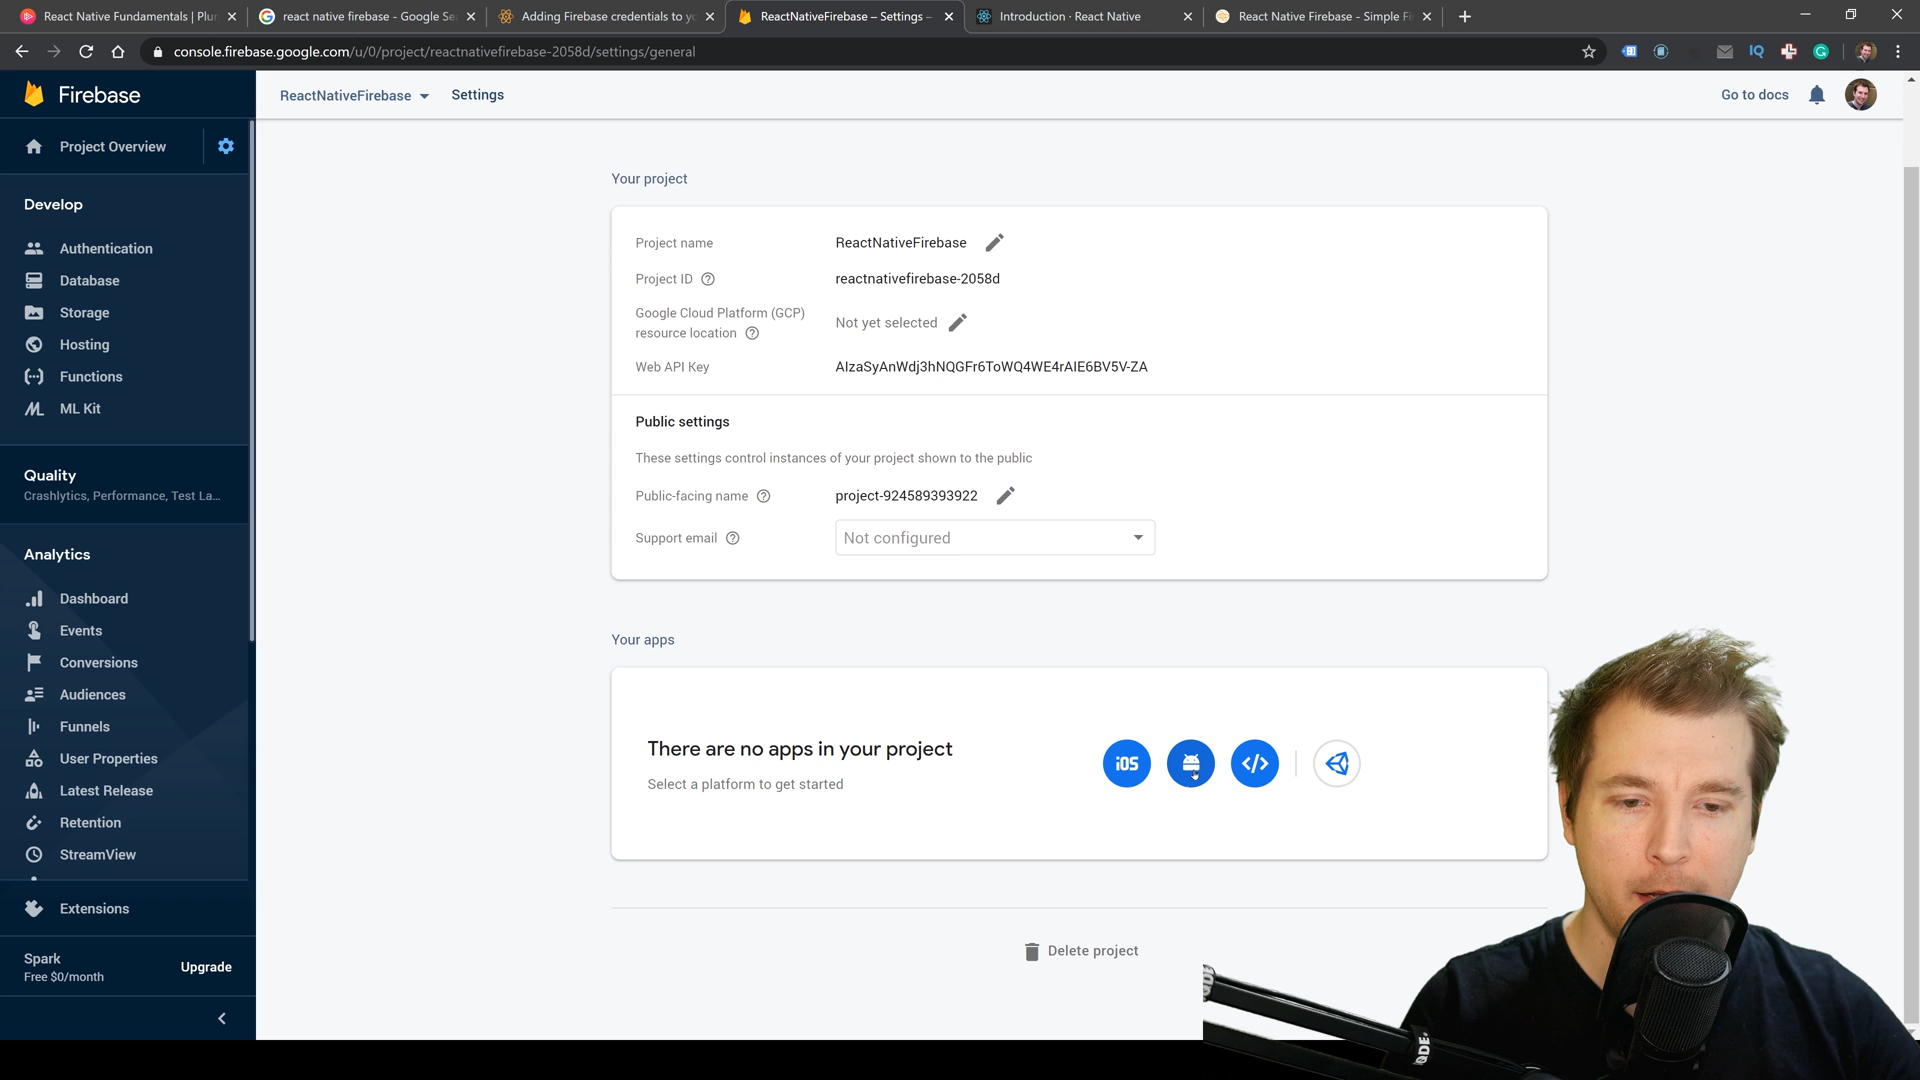 React Native Fundamentals | Plur
react native firebase - Google Se
Adding Firebase credentials to yo
ReactNativeFirebase – Settings –
Introduction · React Native
React Native Firebase - Simple Fi
console.firebase.google.com/u/0/project/reactnativefirebase-2058d/settings/general
IQ
Firebase
ReactNativeFirebase
Settings
Go to docs
Project Overview
Develop
Authentication
Database
Storage
Hosting
Functions
ML Kit
Quality
Crashlytics, Performance, Test La...
Analytics
Dashboard
Events
Conversions
Audiences
Funnels
User Properties
Latest Release
Retention
StreamView
Extensions
Spark
Free $0/month
Upgrade
Your project
Project name
ReactNativeFirebase
Project ID
reactnativefirebase-2058d
Google Cloud Platform (GCP)
resource location
Not yet selected
Web API Key
AIzaSyAnWdj3hNQGFr6ToWQ4WE4rAIE6BV5V-ZA
Public settings
These settings control instances of your project shown to the public
Public-facing name
project-924589393922
Support email
Not configured
Your apps
There are no apps in your project
Select a platform to get started
iOS
</>
Delete project